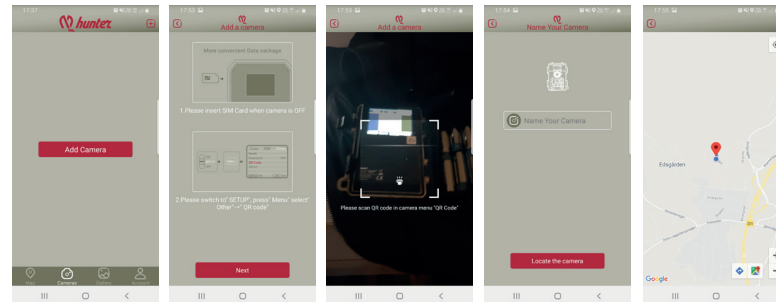 17:37
hunter
Add Camera
Map
Cameras
Gallery
Account
17:53
Add a camera
More convenient Data package
1.Please insert SIM Card when camera is OFF
2.Please switch to" SETUP", press" Menu" select"
Other"→" QR code"
Next
17:53
Add a camera
Please scan QR code in camera menu "QR Code"
17:54
Name Your Camera
Name Your Camera
Locate the camera
17:55
Edsgärden
Google